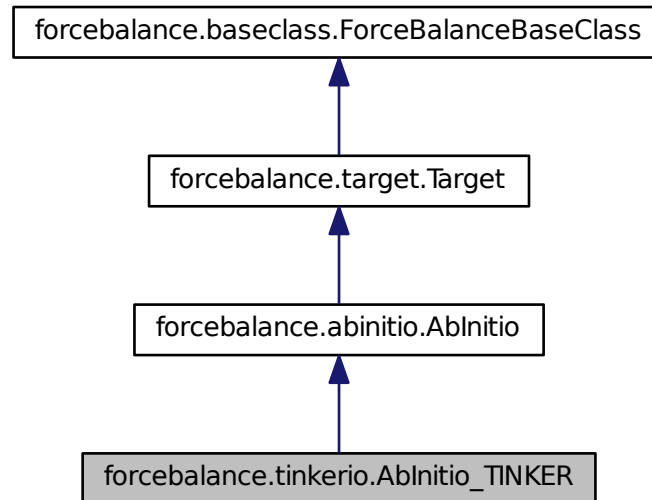 forcebalance.baseclass.ForceBalanceBaseClass
forcebalance.target.Target
forcebalance.abinitio.AbInitio
forcebalance.tinkerio.AbInitio_TINKER